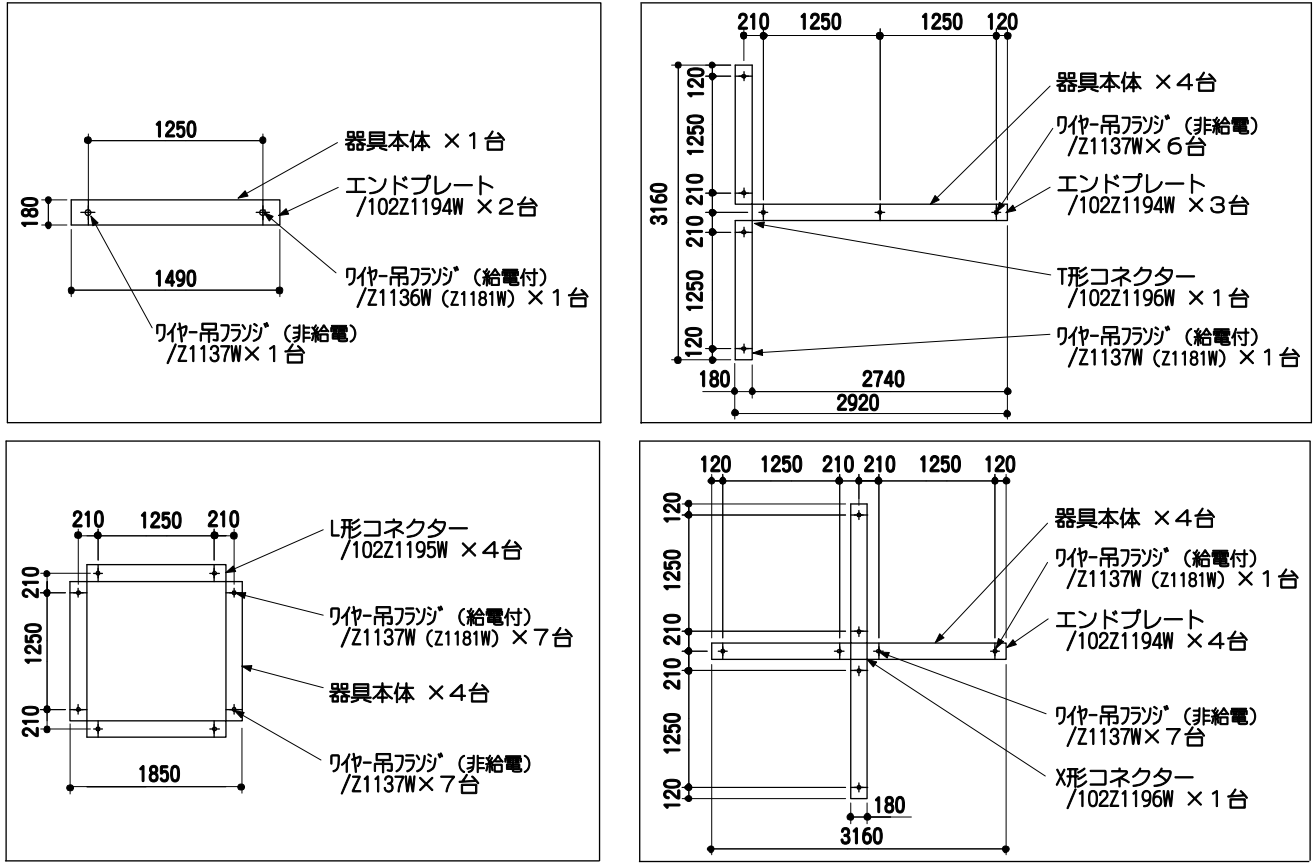 1250
器具本体 ×1台
エンドプレート
/102Z1194W ×2台
180
1490
ワイヤー吊フランジ (給電付)
/Z1136W (Z1181W) ×1台
ワイヤー吊フランジ (非給電)
/Z1137W×1台
210 1250 1250 120
120
1250
210
210
1250
120
3160
器具本体 ×4台
ワイヤー吊フランジ (非給電)
/Z1137W×6台
エンドプレート
/102Z1194W ×3台
T形コネクター
/102Z1196W ×1台
ワイヤー吊フランジ (給電付)
/Z1137W (Z1181W) ×1台
180 2740
2920
210 1250 210
210
1250
210
L形コネクター
/102Z1195W ×4台
ワイヤー吊フランジ (給電付)
/Z1137W (Z1181W) ×7台
器具本体 ×4台
ワイヤー吊フランジ (非給電)
/Z1137W×7台
1850
120 1250 210 210 1250 120
120
1250
210
210
1250
120
器具本体 ×4台
ワイヤー吊フランジ (給電付)
/Z1137W (Z1181W) ×1台
エンドプレート
/102Z1194W ×4台
ワイヤー吊フランジ (非給電)
/Z1137W×7台
X形コネクター
/102Z1196W ×1台
180
3160